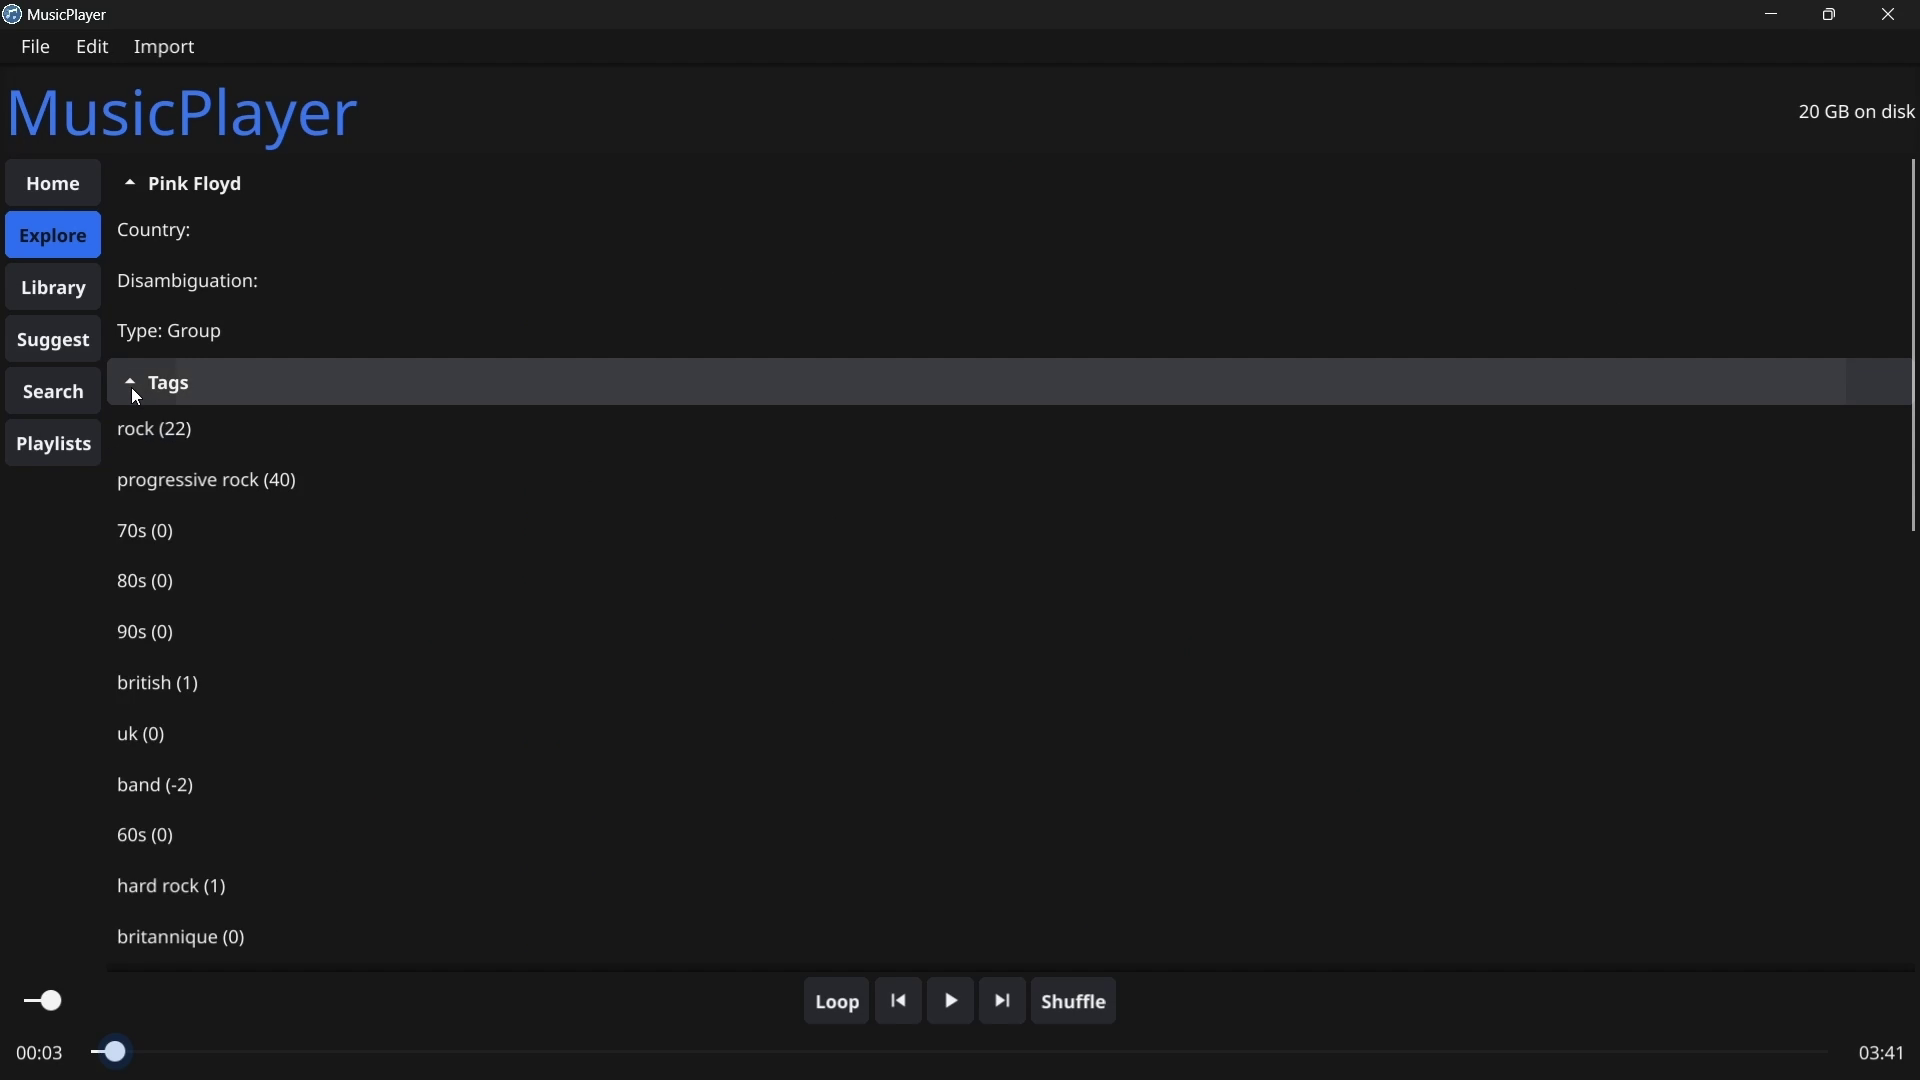 MusicPlayer
File Edit Import
MusicPlayer
20 GB on disk
Home
Explore
Library
Suggest
Search
Playlists
Pink Floyd
Country:
Disambiguation:
Type: Group
Tags
rock (22)
progressive rock (40)
70s (0)
80s (0)
90s (0)
british (1)
uk (0)
band (-2)
60s (0)
hard rock (1)
britannique (0)
Loop Shuffle
00:03 03:41